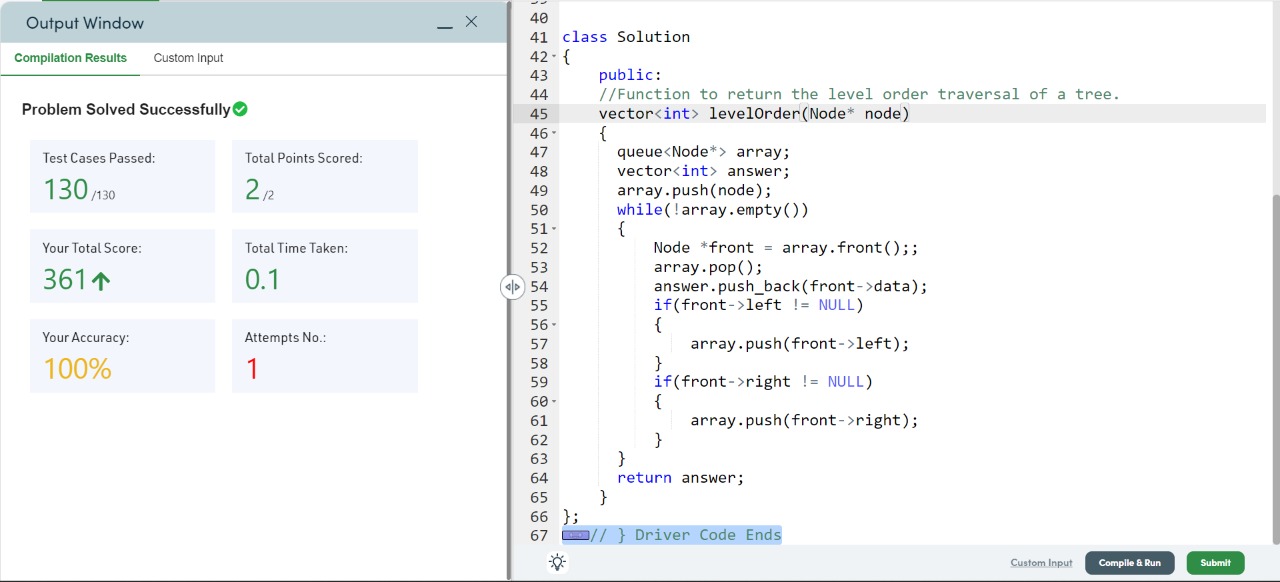 Output Window
Compilation Results Custom Input
Problem Solved Successfully
Test Cases Passed:
130 /130
Total Points Scored:
2 /2
Your Total Score:
361
Total Time Taken:
0.1
Your Accuracy:
100%
Attempts No.:
1
40
41 class Solution
42 {
43 public:
44 //Function to return the level order traversal of a tree.
45 vector<int> levelOrder(Node* node)
46 {
47 queue<Node*> array;
48 vector<int> answer;
49 array.push(node);
50 while(!array.empty())
51 {
52 Node *front = array.front();;
53 array.pop();
54 answer.push_back(front->data);
55 if(front->left != NULL)
56 {
57 array.push(front->left);
58 }
59 if(front->right != NULL)
60 {
61 array.push(front->right);
62 }
63 }
64 return answer;
65 }
66 };
67 // } Driver Code Ends
Custom Input Compile & Run Submit